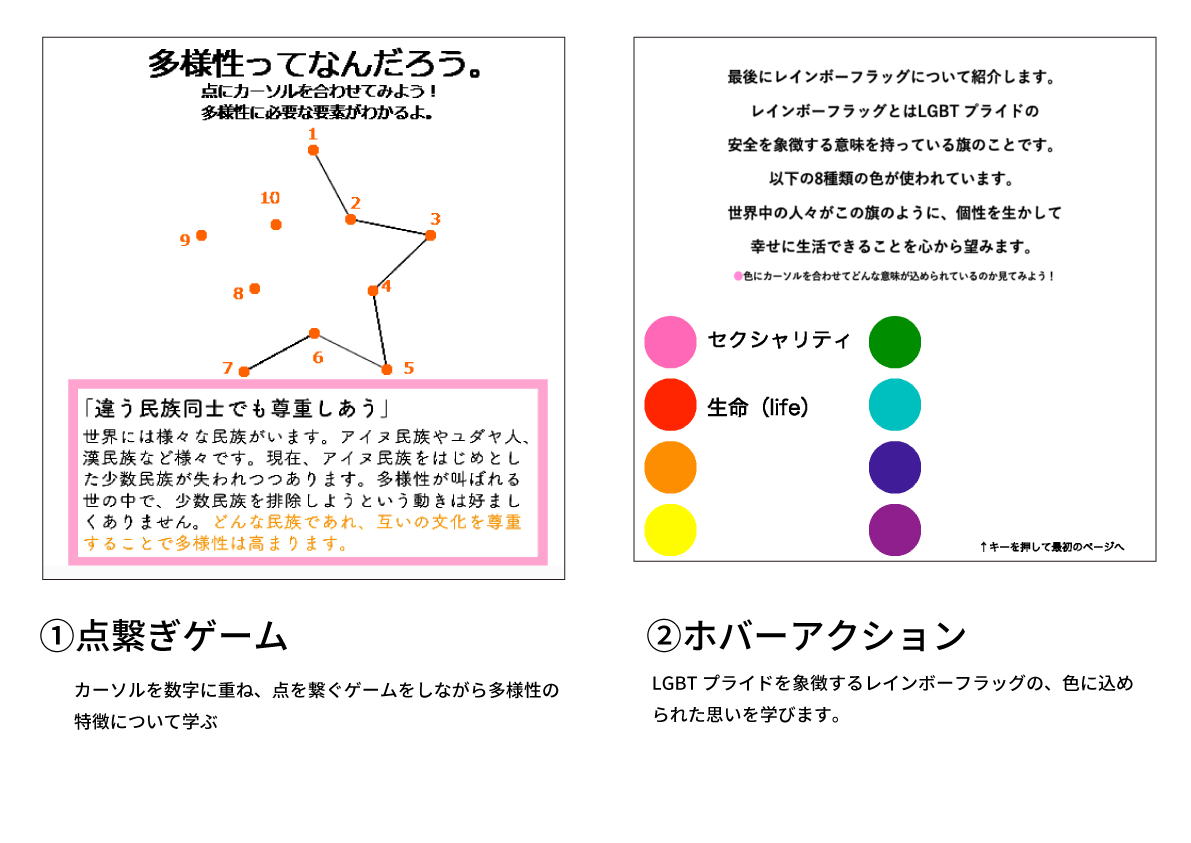 多様性ってなんだろう。
点にカーソルを合わせてみよう！
多様性に必要な要素がわかるよ。
1
10
2
3
9
8
4
6
7
5
「違う民族同士でも尊重しあう」
世界には様々な民族がいます。アイヌ民族やユダヤ人、
漢民族など様々です。現在、アイヌ民族をはじめとし
た少数民族が失われつつあります。多様性が叫ばれる
世の中で、少数民族を排除しようという動きは好まし
くありません。どんな民族であれ、互いの文化を尊重
することで多様性は高まります。
①点繋ぎゲーム
カーソルを数字に重ね、点を繋ぐゲームをしながら多様性の
特徴について学ぶ
最後にレインボーフラッグについて紹介します。
レインボーフラッグとはLGBTプライドの
安全を象徴する意味を持っている旗のことです。
以下の8種類の色が使われています。
世界中の人々がこの旗のように、個性を生かして
幸せに生活できることを心から望みます。
●色にカーソルを合わせてどんな意味が込められているのか見てみよう！
セクシャリティ
生命（life）
↑キーを押して最初のページへ
②ホバーアクション
LGBTプライドを象徴するレインボーフラッグの、色に込め
られた思いを学びます。